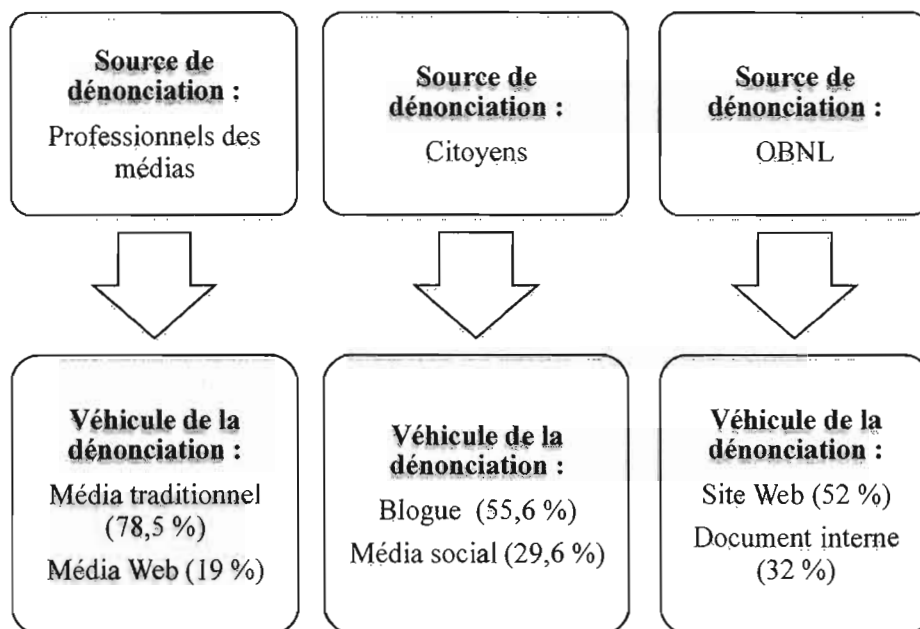 Source de
dénonciation :
Professionnels des
médias
Source de
dénonciation :
Citoyens
Source de
dénonciation :
OBNL
Véhicule de la
dénonciation :
Média traditionnel
(78,5 %)
Média Web (19 %)
Véhicule de la
dénonciation :
Blogue (55,6 %)
Média social (29,6 %)
Véhicule de la
dénonciation :
Site Web (52 %)
Document interne
(32 %)